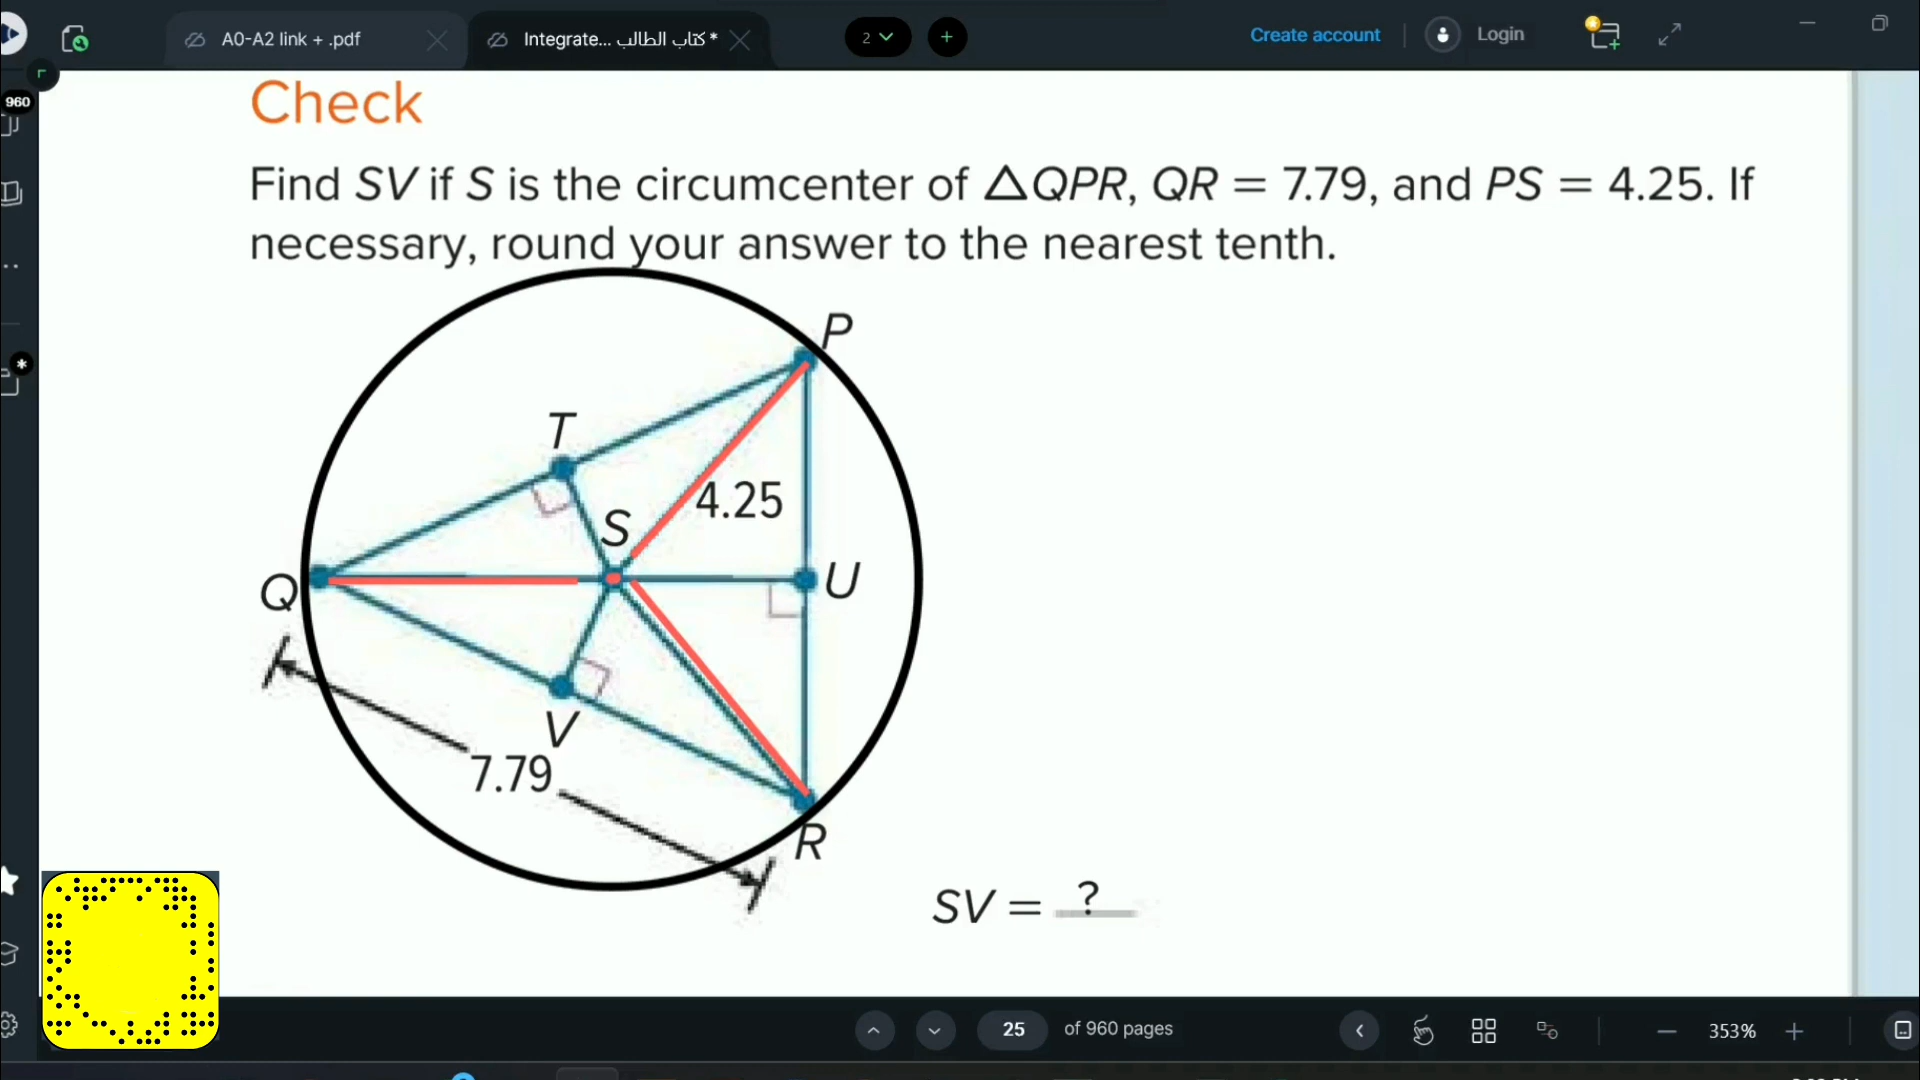 A0-A2 link + .pdf
Integrate... كتاب الطالب *
2
+
Create account
Login
960
Check
Find SV if S is the circumcenter of △QPR, QR = 7.79, and PS = 4.25. If
necessary, round your answer to the nearest tenth.
P
T
4.25
S
Q
U
V
7.79
R
SV = ?
25
of 960 pages
353%